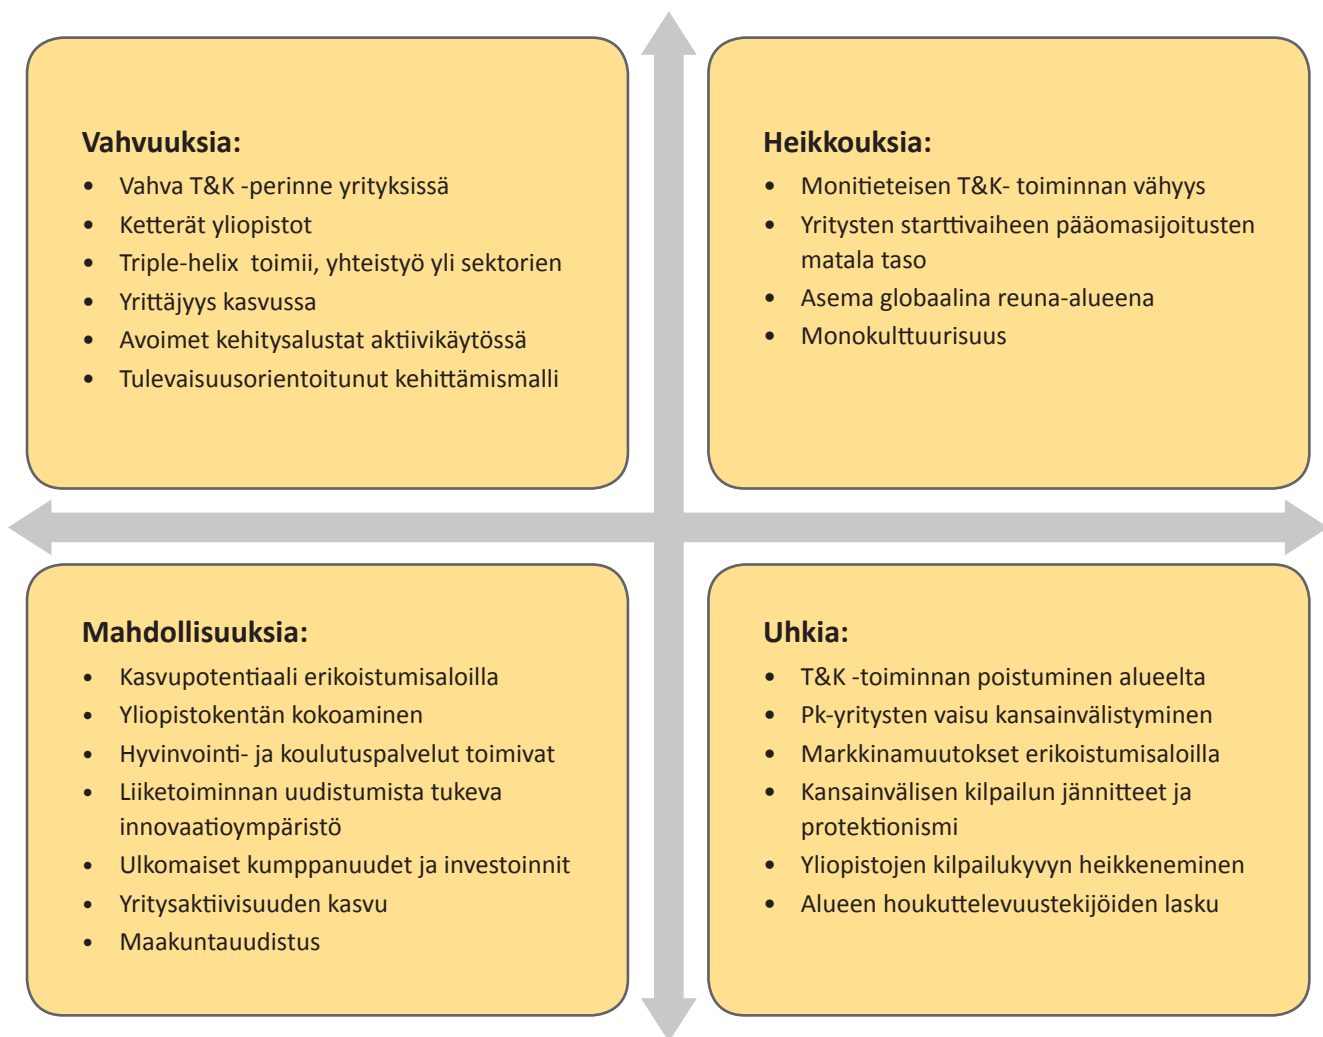 Vahvuuksia:
• Vahva T&K -perinne yrityksissä
• Ketterät yliopistot
• Triple-helix toimii, yhteistyö yli sektorien
• Yrittäjyys kasvussa
• Avoimet kehitysalustat aktiivikäytössä
• Tulevaisuusorientoitunut kehittämismalli
Heikkouksia:
• Monitieteisen T&K- toiminnan vähyys
• Yritysten starttivaiheen pääomasijoitusten
matala taso
• Asema globaalina reuna-alueena
• Monokulttuurisuus
Mahdollisuuksia:
• Kasvupotentiaali erikoistumisaloilla
• Yliopistokentän kokoaminen
• Hyvinvointi- ja koulutuspalvelut toimivat
• Liiketoiminnan uudistumista tukeva
innovaatioympäristö
• Ulkomaiset kumppanuudet ja investoinnit
• Yritysaktiivisuuden kasvu
• Maakuntauudistus
Uhkia:
• T&K -toiminnan poistuminen alueelta
• Pk-yritysten vaisu kansainvälistyminen
• Markkinamuutokset erikoistumisaloilla
• Kansainvälisen kilpailun jännitteet ja
protektionismi
• Yliopistojen kilpailukyvyn heikkeneminen
• Alueen houkuttelevuustekijöiden lasku